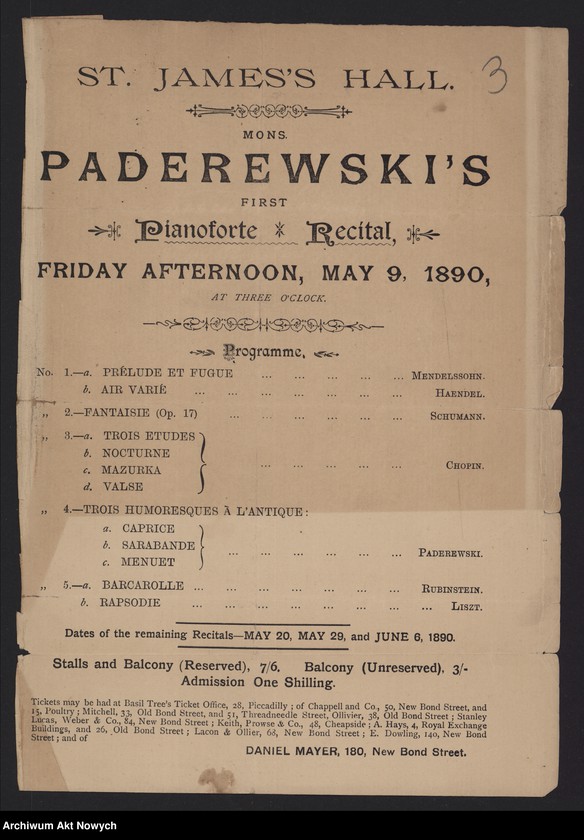 3
ST. JAMES'S HALL.
MONS.
PADEREWSKI'S
FIRST
Pianoforte Recital,
FRIDAY AFTERNOON, MAY 9, 1890,
AT THREE O'CLOCK.
Programme,
No. 1.—a. PRÉLUDE ET FUGUE ... ... ... ... ... MENDELSSOHN.
b. AIR VARIÉ ... ... ... ... ... ... HAENDEL.
„ 2.—FANTAISIE (Op. 17) ... ... ... ... ... SCHUMANN.
„ 3.—a. TROIS ETUDES
b. NOCTURNE
c. MAZURKA ... ... ... ... CHOPIN.
d. VALSE
„ 4.—TROIS HUMORESQUES À L'ANTIQUE:
a. CAPRICE
b. SARABANDE ... ... ... ... ... PADEREWSKI.
c. MENUET
„ 5.—a. BARCAROLLE ... ... ... ... ... ... RUBINSTEIN.
b. RAPSODIE ... ... ... ... ... ... ... LISZT.
Dates of the remaining Recitals—MAY 20, MAY 29, and JUNE 6, 1890.
Stalls and Balcony (Reserved), 7/6. Balcony (Unreserved). 3/-
Admission One Shilling.
Tickets may be had at Basil Tree's Ticket Office, 28, Piccadilly; of Chappell and Co., 50, New Bond Street, and
15, Poultry; Mitchell, 33, Old Bond Street, and 51, Threadneedle Street, Ollivier, 38, Old Bond Street; Stanley
Lucas, Weber & Co., 84, New Bond Street; Keith, Prowse & Co., 48, Cheapside; A. Hays, 4, Royal Exchange
Buildings, and 26, Old Bond Street; Lacon & Ollier, 68, New Bond Street; E. Dowling, 140, New Bond
Street; and of
DANIEL MAYER, 180, New Bond Street.
Archiwum Akt Nowych